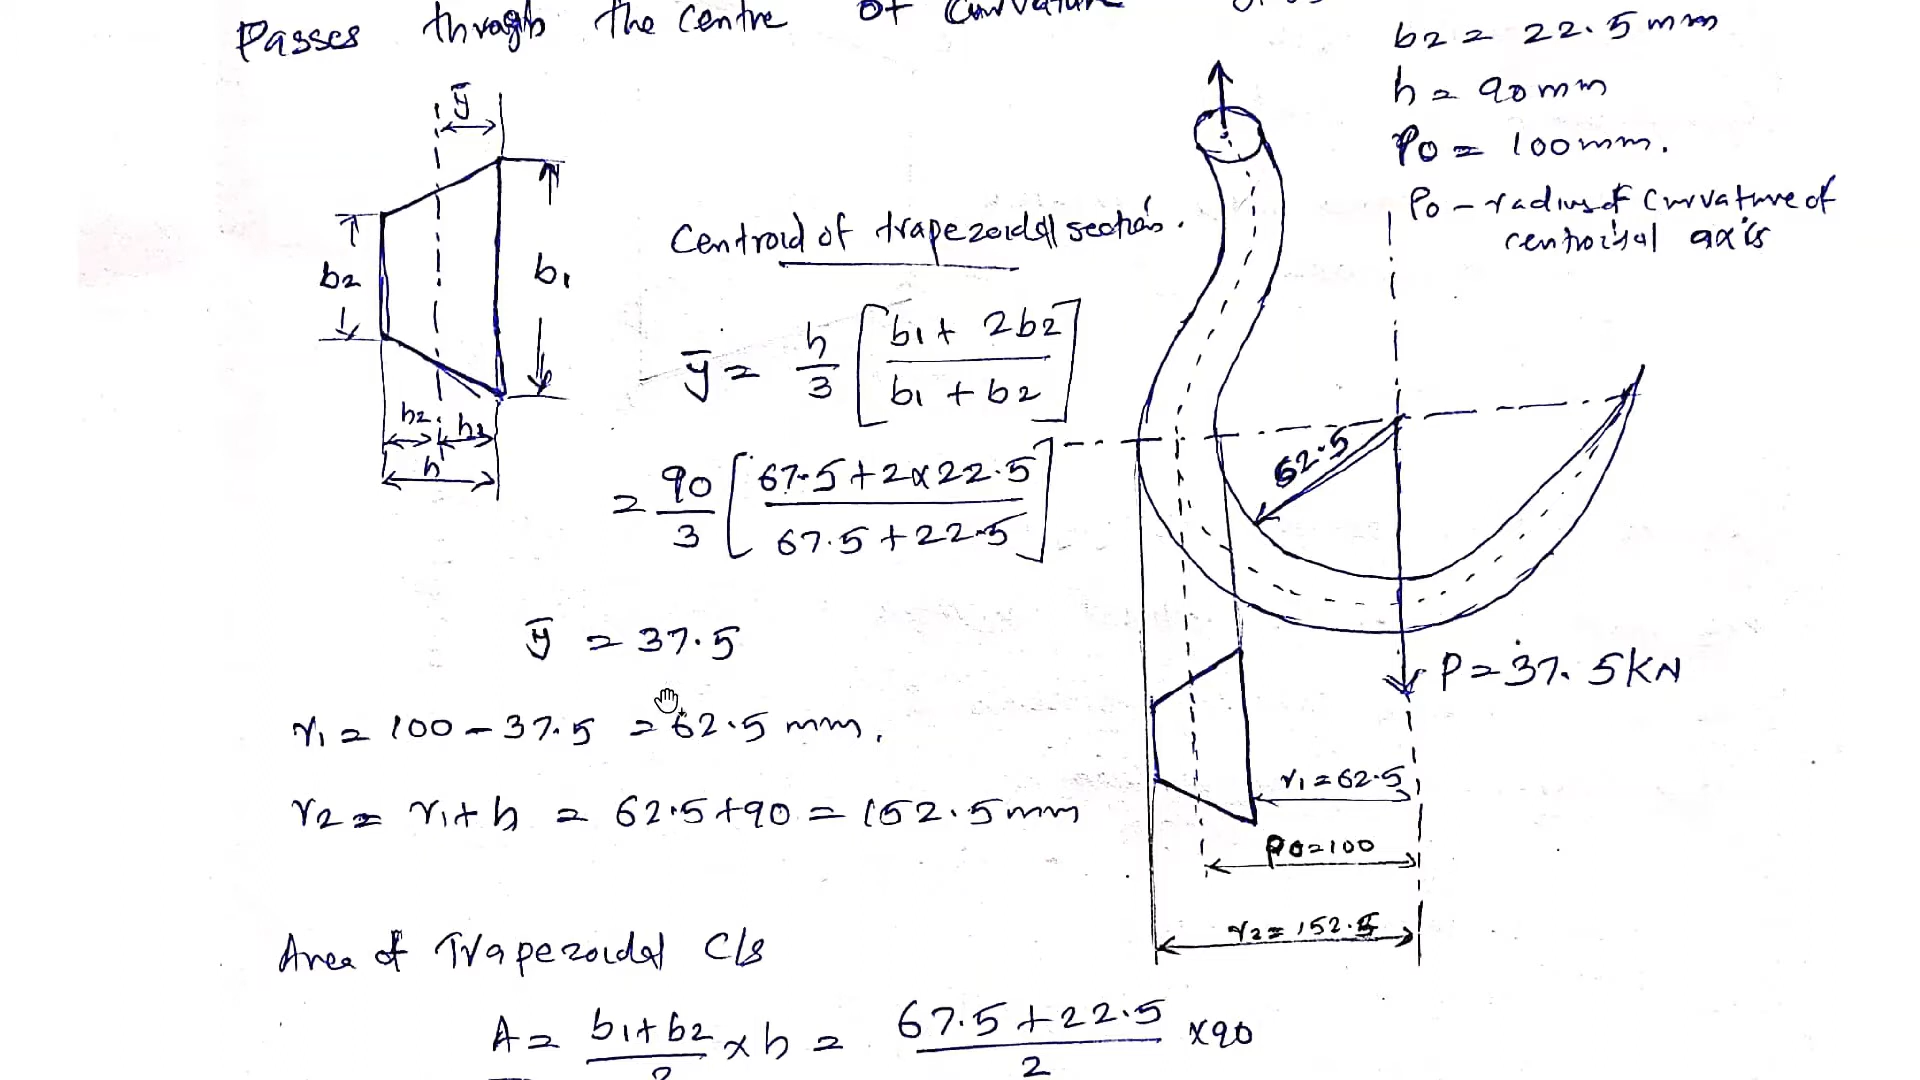 Passes through the Centre of Curvature
b2 = 22.5 mm
h = 90 mm
ρ0 = 100 mm.
ρ0 - radius of Curvature of
centroidal axis
ȳ
b2
b1
h2 h1
h
Centroid of trapezoidal section.
ȳ = h/3 [ b1 + 2b2 / b1 + b2 ]
= 90/3 [ 67.5 + 2 x 22.5 / 67.5 + 22.5 ]
ȳ = 37.5
r1 = 100 - 37.5 = 62.5 mm.
r2 = r1 + h = 62.5 + 90 = 152.5 mm
62.5
P = 37.5 KN
r1 = 62.5
ρ0 = 100
r2 = 152.5
Area of Trapezoidal C/s
A = b1 + b2 / 2 x h = 67.5 + 22.5 / 2 x 90